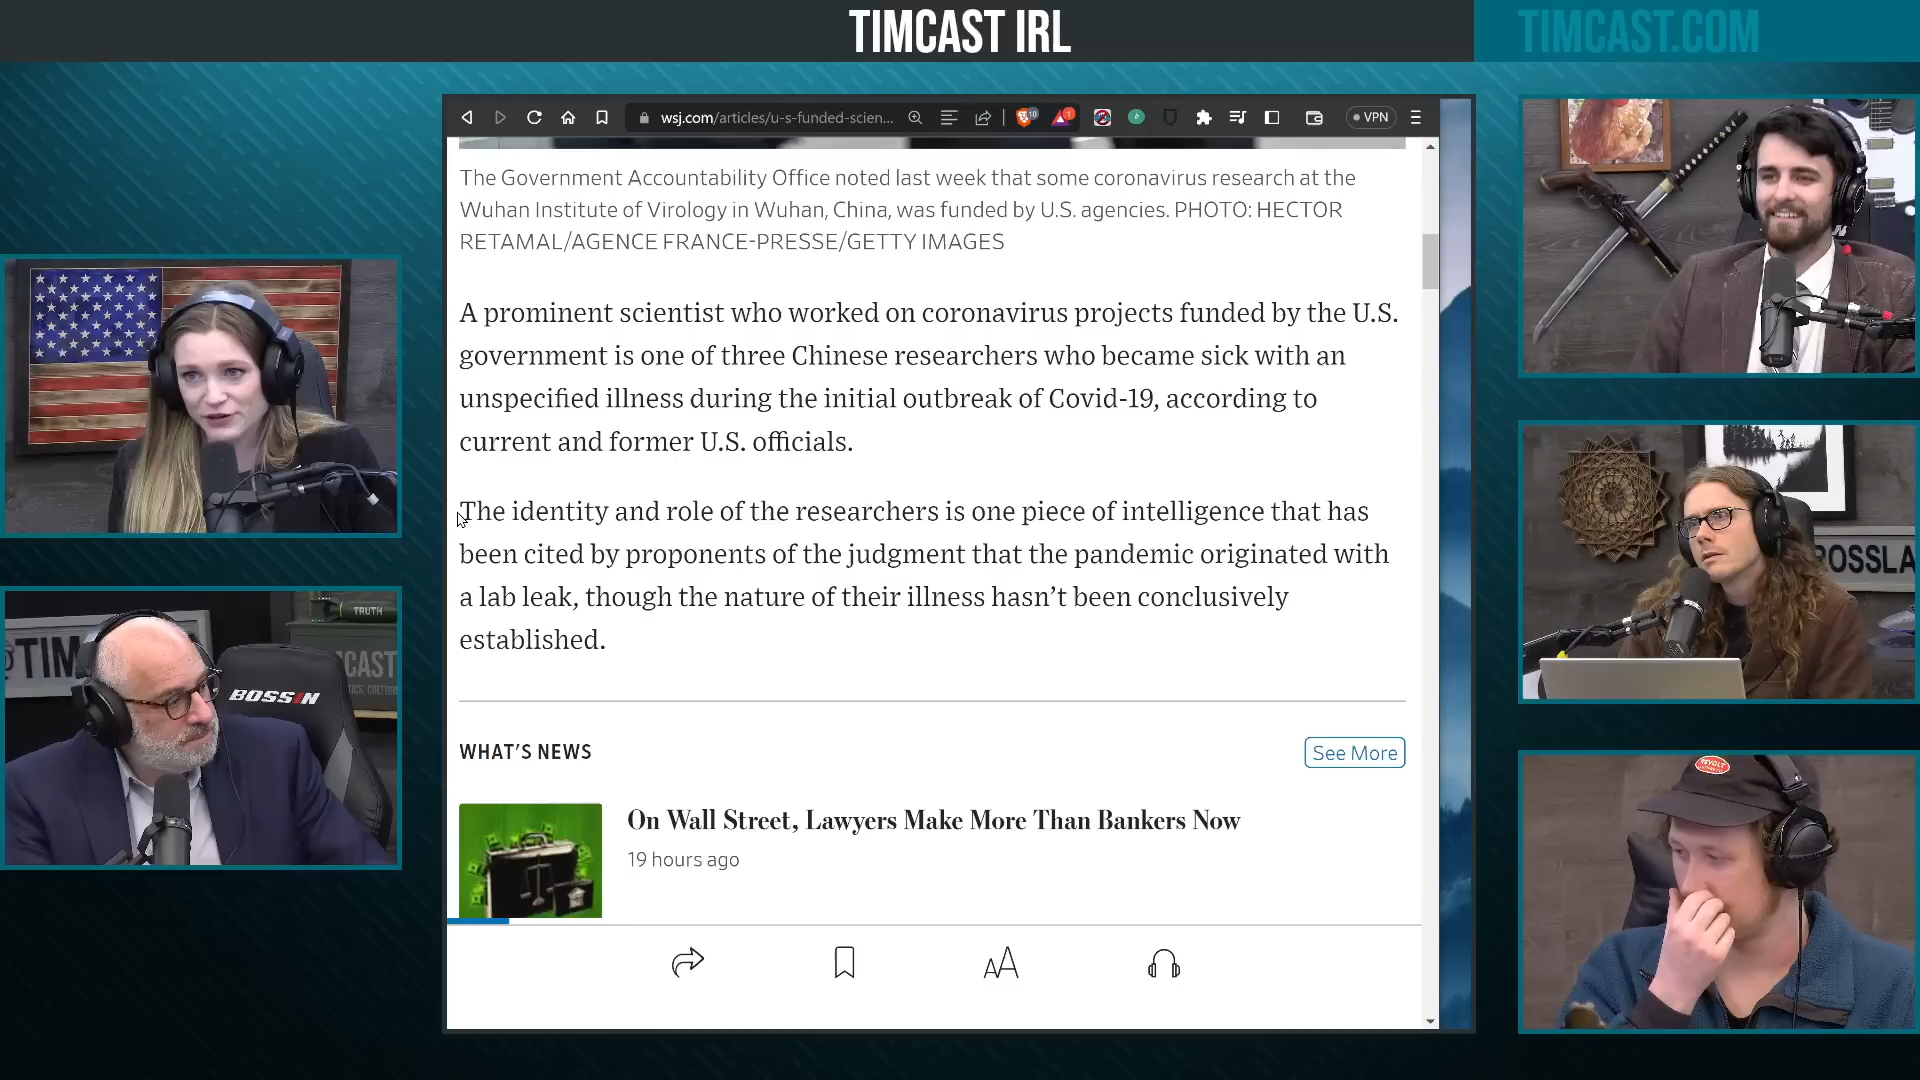 TIMCAST IRL
TIMCAST.COM
wsj.com/articles/u-s-funded-scien...
10
1
VPN
The Government Accountability Office noted last week that some coronavirus research at the
Wuhan Institute of Virology in Wuhan, China, was funded by U.S. agencies. PHOTO: HECTOR
RETAMAL/AGENCE FRANCE-PRESSE/GETTY IMAGES
A prominent scientist who worked on coronavirus projects funded by the U.S.
government is one of three Chinese researchers who became sick with an
unspecified illness during the initial outbreak of Covid-19, according to
current and former U.S. officials.
The identity and role of the researchers is one piece of intelligence that has
been cited by proponents of the judgment that the pandemic originated with
a lab leak, though the nature of their illness hasn’t been conclusively
established.
WHAT’S NEWS
See More
On Wall Street, Lawyers Make More Than Bankers Now
19 hours ago
AA
TRUTH
@TIM
CAST
BOSSIN
ROSSLA
REVOLT